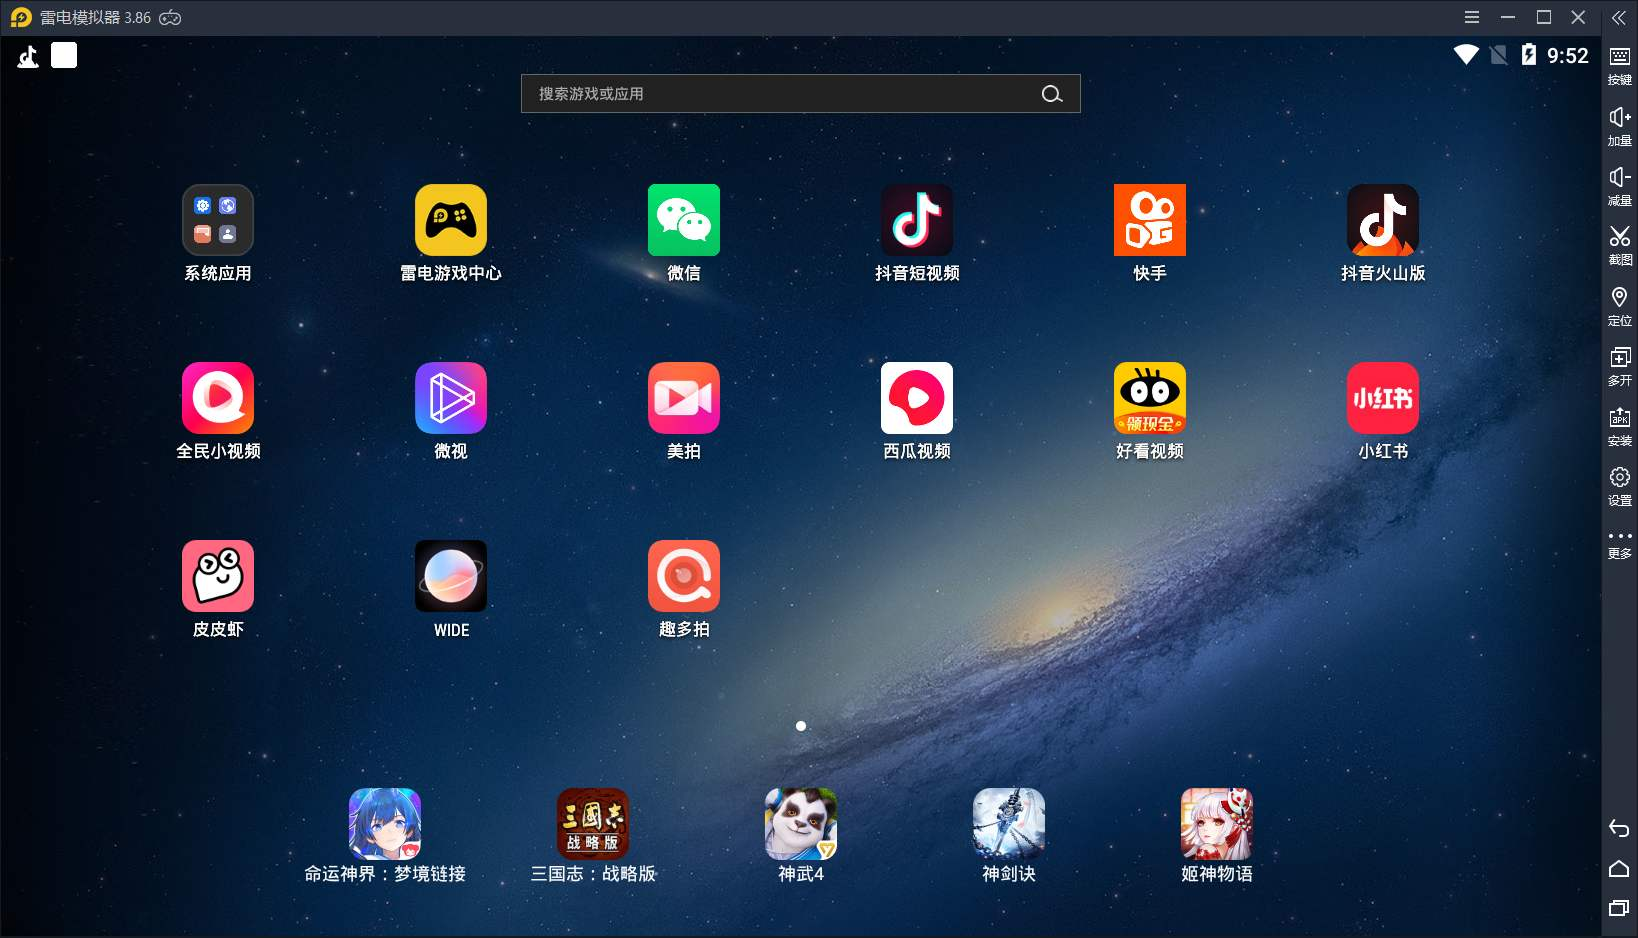 雷电模拟器 3.86
9:52
搜索游戏或应用
按键
加量
减量
截图
定位
多开
APK
安装
设置
更多
系统应用
雷电游戏中心
微信
抖音短视频
快手
抖音火山版
领现金
小红书
全民小视频
微视
美拍
西瓜视频
好看视频
小红书
皮皮虾
WIDE
趣多拍
三國志
战略版
命运神界：梦境链接
三国志：战略版
神武4
神剑诀
姬神物语